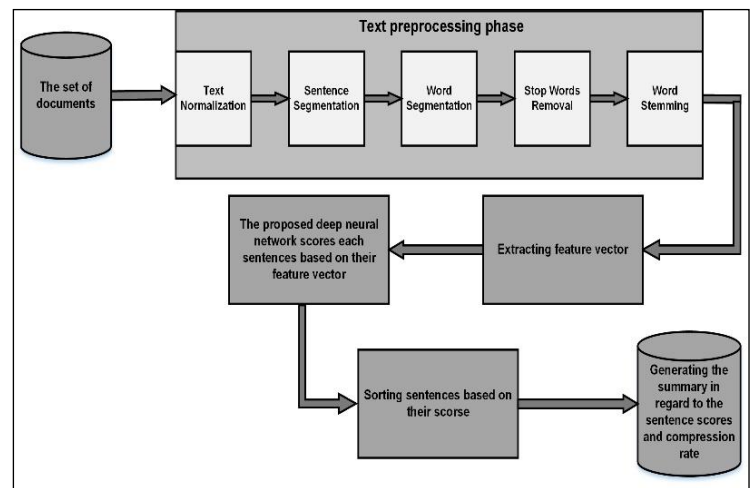 Text preprocessing phase
The set of
documents
Text
Normalization
Sentence
Segmentation
Word
Segmentation
Stop Words
Removal
Word
Stemming
Extracting feature vector
The proposed deep neural
network scores each
sentences based on their
feature vector
Sorting sentences based on
their scorse
Generating the
summary in
regard to the
sentence scores
and compression
rate